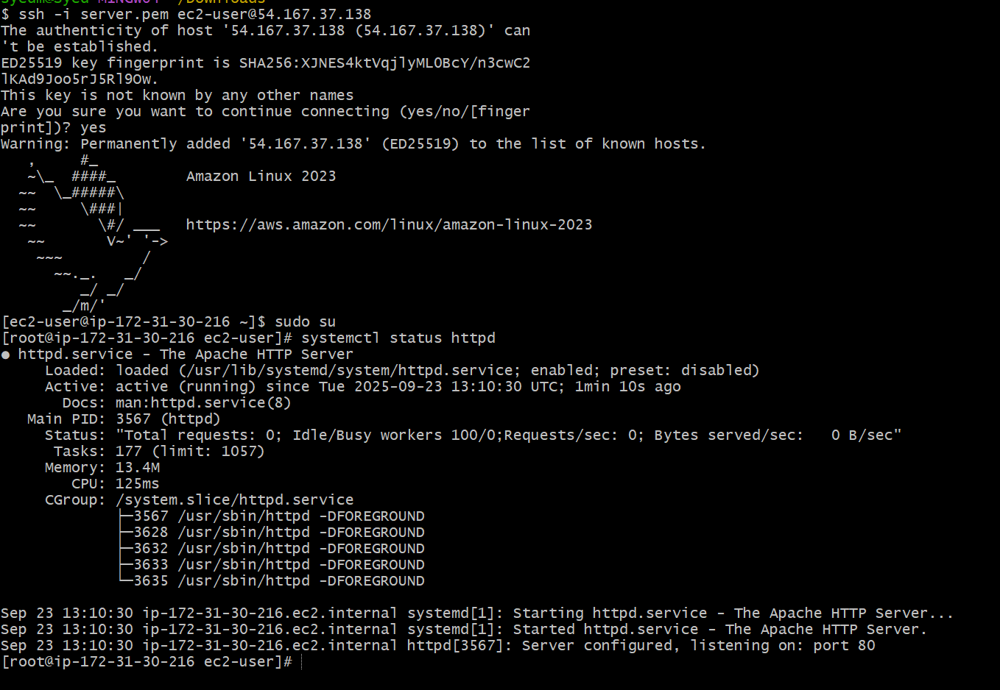 syedm@Syed MINGW64 ~/Downloads
$ ssh -i server.pem ec2-user@54.167.37.138
The authenticity of host '54.167.37.138 (54.167.37.138)' can
't be established.
ED25519 key fingerprint is SHA256:XJNES4ktVqjlyMLOBcY/n3cwC2
lKAd9Joo5rJ5Rl9Ow.
This key is not known by any other names
Are you sure you want to continue connecting (yes/no/[finger
print])? yes
Warning: Permanently added '54.167.37.138' (ED25519) to the list of known hosts.
   ,     #_
   ~\_  ####_        Amazon Linux 2023
  ~~  \_#####\
  ~~     \###|
  ~~       \#/ ___   https://aws.amazon.com/linux/amazon-linux-2023
   ~~       V~' '->
    ~~~         /
      ~~._.   _/
         _/ _/
       _/m/'
[ec2-user@ip-172-31-30-216 ~]$ sudo su
[root@ip-172-31-30-216 ec2-user]# systemctl status httpd
● httpd.service - The Apache HTTP Server
     Loaded: loaded (/usr/lib/systemd/system/httpd.service; enabled; preset: disabled)
     Active: active (running) since Tue 2025-09-23 13:10:30 UTC; 1min 10s ago
       Docs: man:httpd.service(8)
   Main PID: 3567 (httpd)
     Status: "Total requests: 0; Idle/Busy workers 100/0;Requests/sec: 0; Bytes served/sec:   0 B/sec"
      Tasks: 177 (limit: 1057)
     Memory: 13.4M
        CPU: 125ms
     CGroup: /system.slice/httpd.service
             ├─3567 /usr/sbin/httpd -DFOREGROUND
             ├─3628 /usr/sbin/httpd -DFOREGROUND
             ├─3632 /usr/sbin/httpd -DFOREGROUND
             ├─3633 /usr/sbin/httpd -DFOREGROUND
             └─3635 /usr/sbin/httpd -DFOREGROUND

Sep 23 13:10:30 ip-172-31-30-216.ec2.internal systemd[1]: Starting httpd.service - The Apache HTTP Server...
Sep 23 13:10:30 ip-172-31-30-216.ec2.internal systemd[1]: Started httpd.service - The Apache HTTP Server.
Sep 23 13:10:30 ip-172-31-30-216.ec2.internal httpd[3567]: Server configured, listening on: port 80
[root@ip-172-31-30-216 ec2-user]#